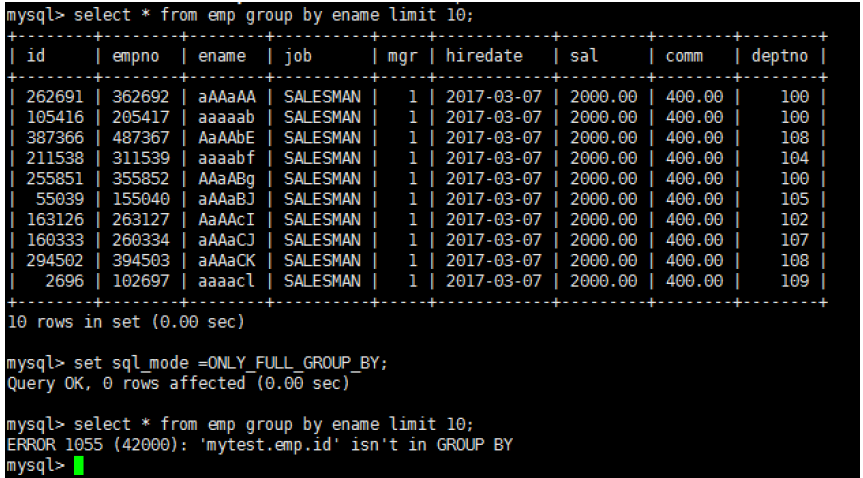 mysql> select * from emp group by ename limit 10;
+--------+--------+--------+----------+-----+------------+---------+--------+--------+
| id     | empno  | ename  | job      | mgr | hiredate   | sal     | comm   | deptno |
+--------+--------+--------+----------+-----+------------+---------+--------+--------+
| 262691 | 362692 | aAAaAA | SALESMAN |   1 | 2017-03-07 | 2000.00 | 400.00 |    100 |
| 105416 | 205417 | aaaaab | SALESMAN |   1 | 2017-03-07 | 2000.00 | 400.00 |    100 |
| 387366 | 487367 | AaAAbE | SALESMAN |   1 | 2017-03-07 | 2000.00 | 400.00 |    108 |
| 211538 | 311539 | aaaabf | SALESMAN |   1 | 2017-03-07 | 2000.00 | 400.00 |    104 |
| 255851 | 355852 | AAaABg | SALESMAN |   1 | 2017-03-07 | 2000.00 | 400.00 |    100 |
|  55039 | 155040 | aAAaBJ | SALESMAN |   1 | 2017-03-07 | 2000.00 | 400.00 |    105 |
| 163126 | 263127 | AaAAcI | SALESMAN |   1 | 2017-03-07 | 2000.00 | 400.00 |    102 |
| 160333 | 260334 | aAAaCJ | SALESMAN |   1 | 2017-03-07 | 2000.00 | 400.00 |    107 |
| 294502 | 394503 | aAAaCK | SALESMAN |   1 | 2017-03-07 | 2000.00 | 400.00 |    108 |
|   2696 | 102697 | aaaacl | SALESMAN |   1 | 2017-03-07 | 2000.00 | 400.00 |    109 |
+--------+--------+--------+----------+-----+------------+---------+--------+--------+
10 rows in set (0.00 sec)
mysql> set sql_mode =ONLY_FULL_GROUP_BY;
Query OK, 0 rows affected (0.00 sec)
mysql> select * from emp group by ename limit 10;
ERROR 1055 (42000): 'mytest.emp.id' isn't in GROUP BY
mysql>